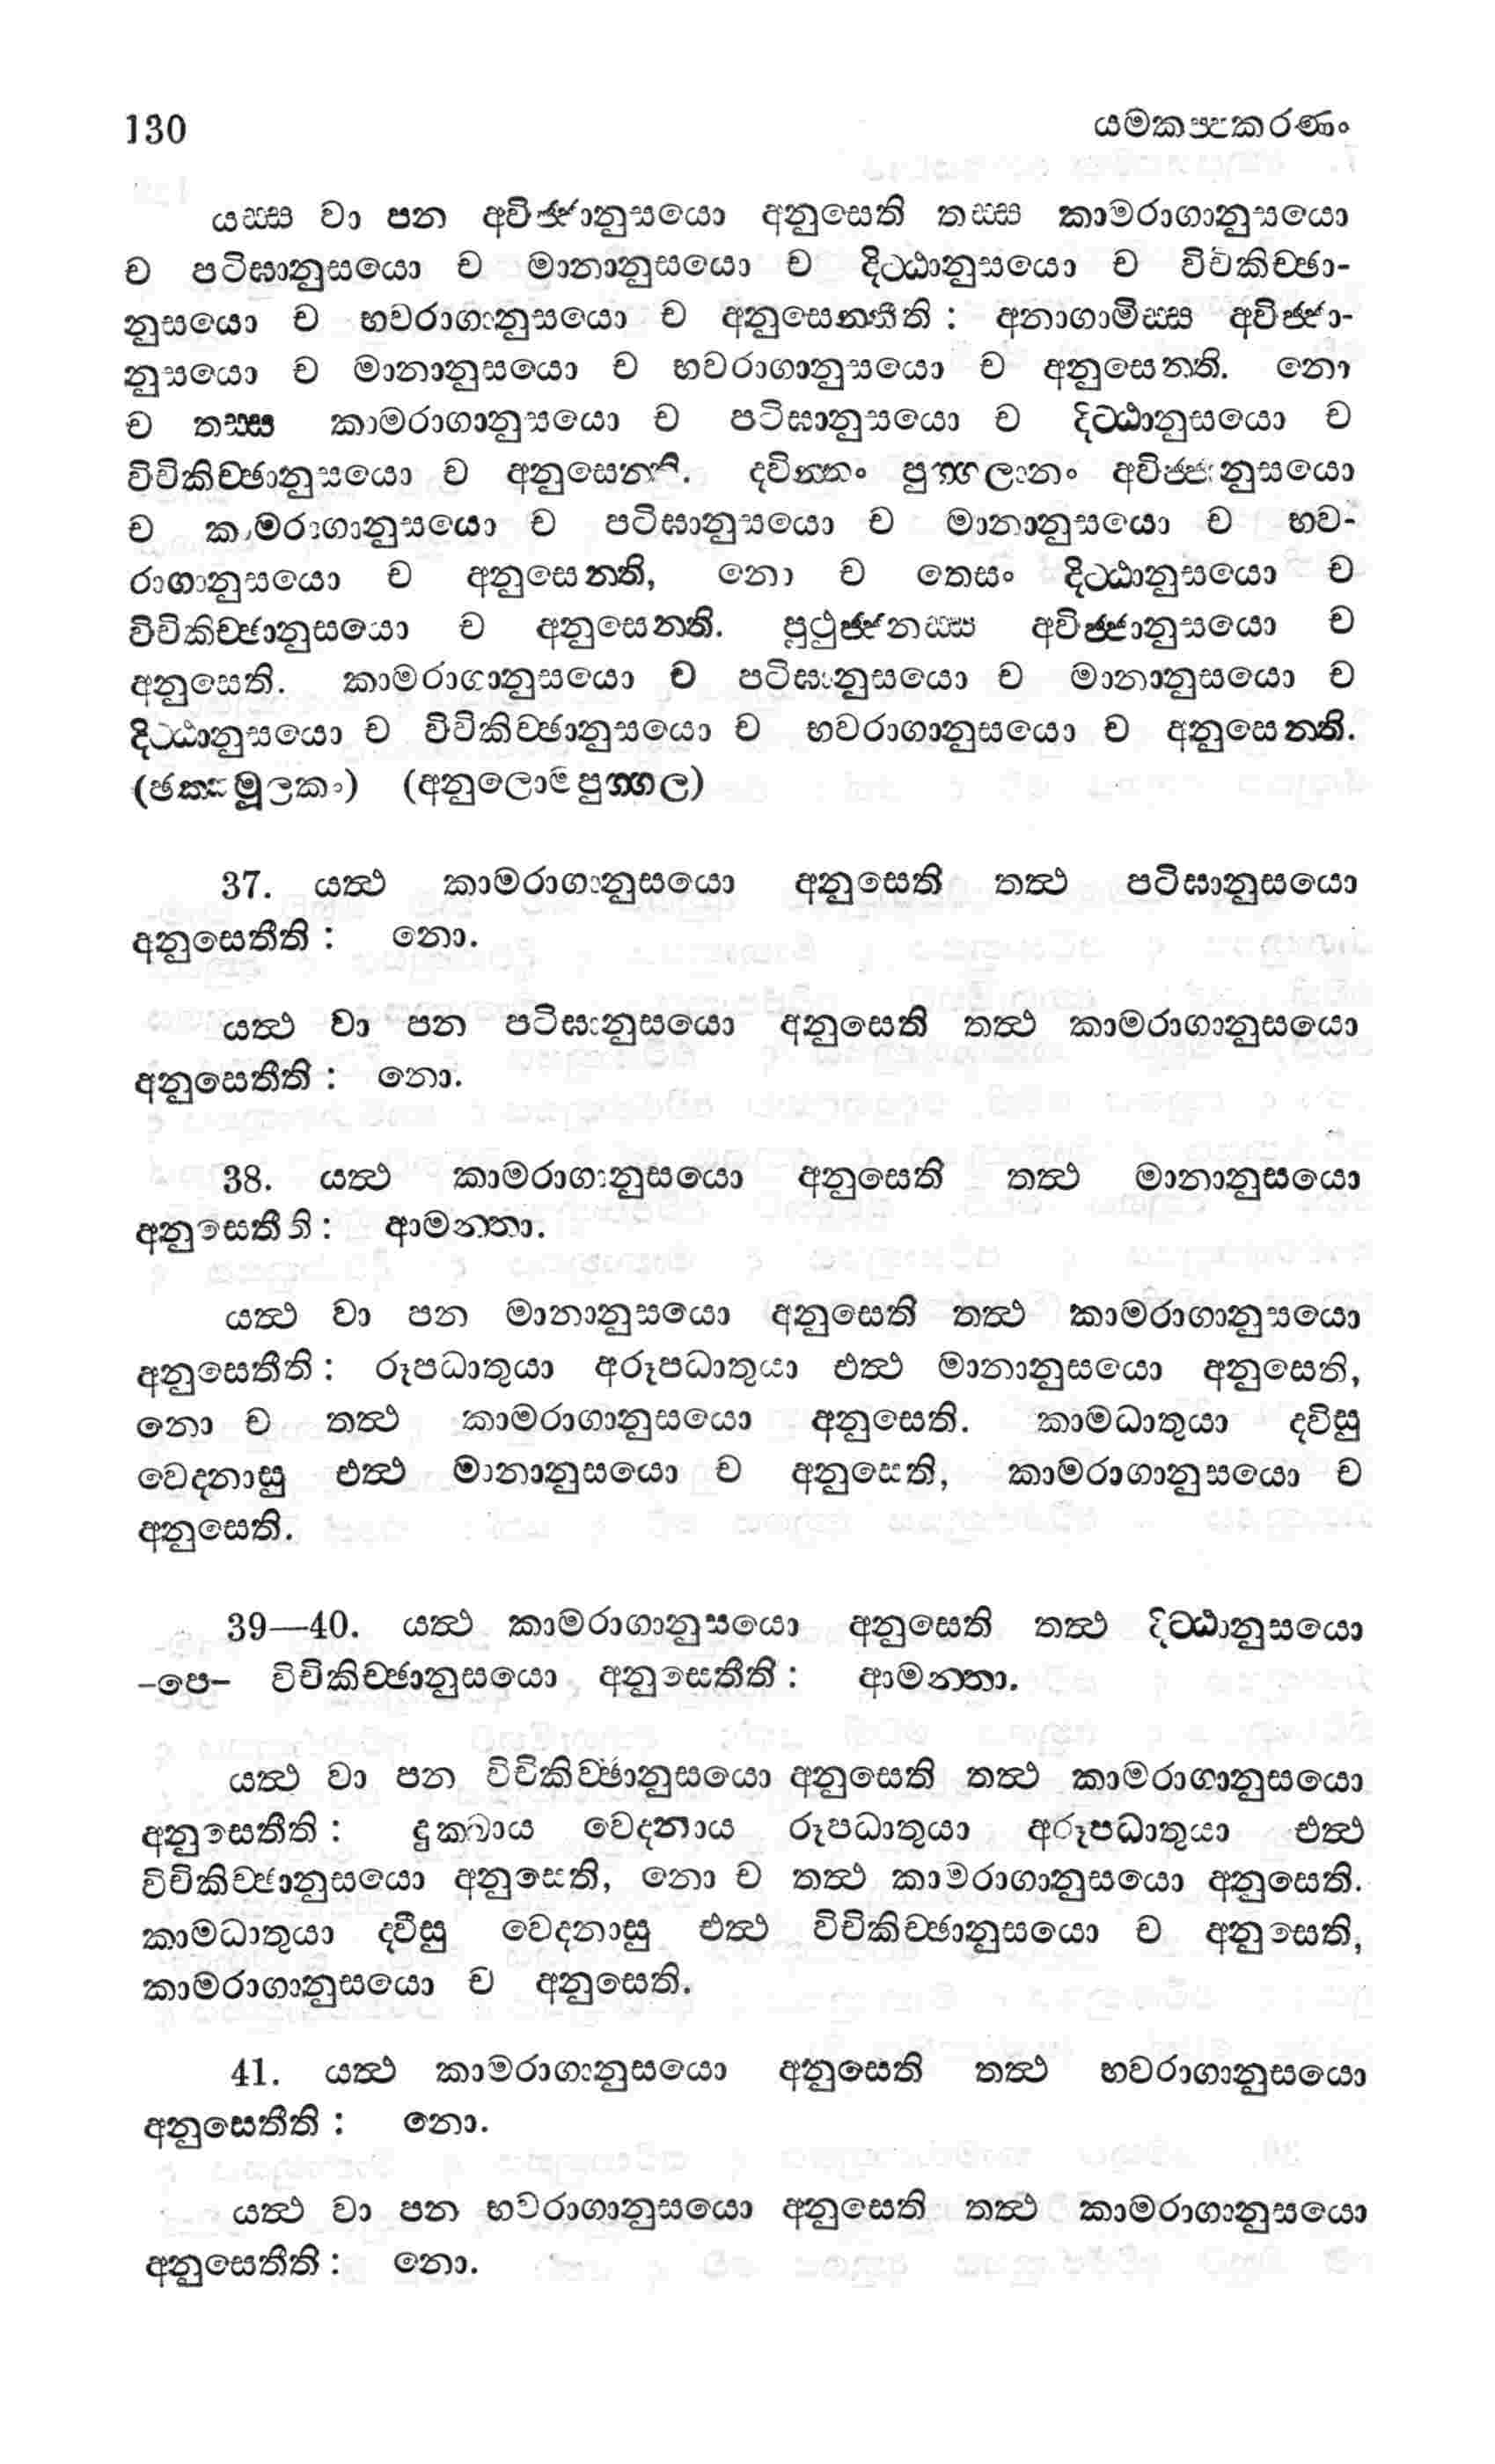 130 යමකප්පකරණං
යස්ස වා පන අවිජ්ජානුසයො අනුසෙති තස්ස කාමරාගානුසයො
ච පටිඝානුසයො ච මානානුසයො ච දිට්ඨානුසයො ච විචිකිච්ඡා-
නුසයො ච භවරාගානුසයො ච අනුසෙන්තීති : අනාගාමිස්ස අවිජ්ජා-
නුසයො ච මානානුසයො ච භවරාගානුසයො ච අනුසෙන්ති. නො
ච තස්ස කාමරාගානුසයො ච පටිඝානුසයො ච දිට්ඨානුසයො ච
විචිකිච්ඡානුසයො ච අනුසෙන්ති. ද්වින්නං පුග්ගලානං අවිජ්ජානුසයො
ච කාමරාගානුසයො ච පටිඝානුසයො ච මානානුසයො ච භව-
රාගානුසයො ච අනුසෙන්ති, නො ච තෙසං දිට්ඨානුසයො ච
විචිකිච්ඡානුසයො ච අනුසෙන්ති. පුථුජ්ජනස්ස අවිජ්ජානුසයො ච
අනුසෙති. කාමරාගානුසයො ච පටිඝානුසයො ච මානානුසයො ච
දිට්ඨානුසයො ච විචිකිච්ඡානුසයො ච භවරාගානුසයො ච අනුසෙන්ති.
(ඡක්කමූලකං) (අනුලොමපුග්ගල)
37. යත්ථ කාමරාගානුසයො අනුසෙති තත්ථ පටිඝානුසයො
අනුසෙතීති : නො.
යත්ථ වා පන පටිඝානුසයො අනුසෙති තත්ථ කාමරාගානුසයො
අනුසෙතීති : නො.
38. යත්ථ කාමරාගානුසයො අනුසෙති තත්ථ මානානුසයො
අනුසෙතීති : ආමන්තා.
යත්ථ වා පන මානානුසයො අනුසෙති තත්ථ කාමරාගානුසයො
අනුසෙතීති : රූපධාතුයා අරූපධාතුයා එත්ථ මානානුසයො අනුසෙති,
නො ච තත්ථ කාමරාගානුසයො අනුසෙති. කාමධාතුයා ද්විසු
වෙදනාසු එත්ථ මානානුසයො ච අනුසෙති, කාමරාගානුසයො ච
අනුසෙති.
39—40. යත්ථ කාමරාගානුසයො අනුසෙති තත්ථ දිට්ඨානුසයො
-පෙ- විචිකිච්ඡානුසයො අනුසෙතීති : ආමන්තා.
යත්ථ වා පන විචිකිච්ඡානුසයො අනුසෙති තත්ථ කාමරාගානුසයො
අනුසෙතීති : දුක්ඛාය වෙදනාය රූපධාතුයා අරූපධාතුයා එත්ථ
විචිකිච්ඡානුසයො අනුසෙති, නො ච තත්ථ කාමරාගානුසයො අනුසෙති.
කාමධාතුයා ද්වීසු වෙදනාසු එත්ථ විචිකිච්ඡානුසයො ච අනුසෙති,
කාමරාගානුසයො ච අනුසෙති.
41. යත්ථ කාමරාගානුසයො අනුසෙති තත්ථ භවරාගානුසයො
අනුසෙතීති : නො.
යත්ථ වා පන භවරාගානුසයො අනුසෙති තත්ථ කාමරාගානුසයො
අනුසෙතීති : නො.